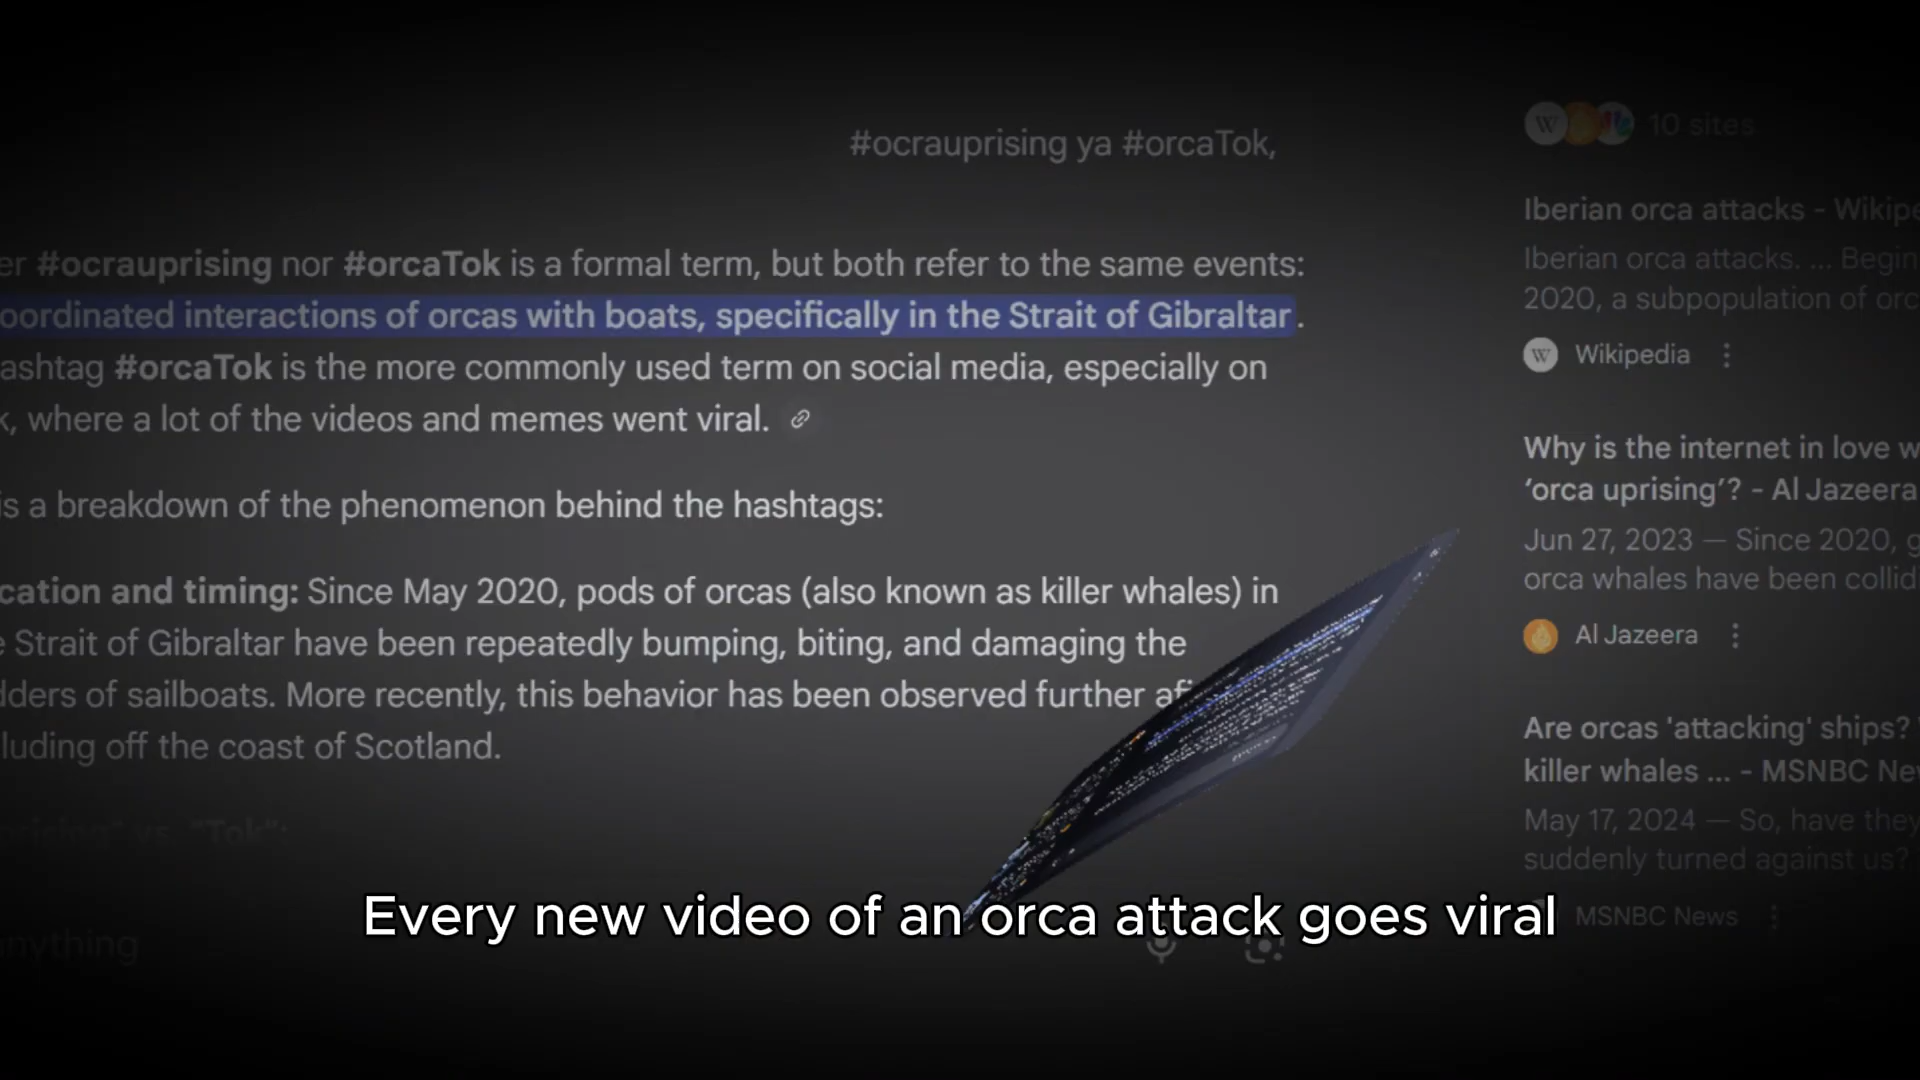 #ocrauprising ya #orcaTok,
er #ocrauprising nor #orcaTok is a formal term, but both refer to the same events:
oordinated interactions of orcas with boats, specifically in the Strait of Gibraltar.
ashtag #orcaTok is the more commonly used term on social media, especially on
k, where a lot of the videos and memes went viral.
is a breakdown of the phenomenon behind the hashtags:
cation and timing: Since May 2020, pods of orcas (also known as killer whales) in
e Strait of Gibraltar have been repeatedly bumping, biting, and damaging the
dders of sailboats. More recently, this behavior has been observed further afi
luding off the coast of Scotland.
prising" vs. "Tok":
anything
10 sites
Iberian orca attacks - Wikipe
Iberian orca attacks. ... Begin
2020, a subpopulation of orc
W Wikipedia
Why is the internet in love w
‘orca uprising’? - Al Jazeera
Jun 27, 2023 — Since 2020, g
orca whales have been collid
Al Jazeera
Are orcas 'attacking' ships? W
killer whales ... - MSNBC New
May 17, 2024 — So, have they
suddenly turned against us?
MSNBC News
Every new video of an orca attack goes viral